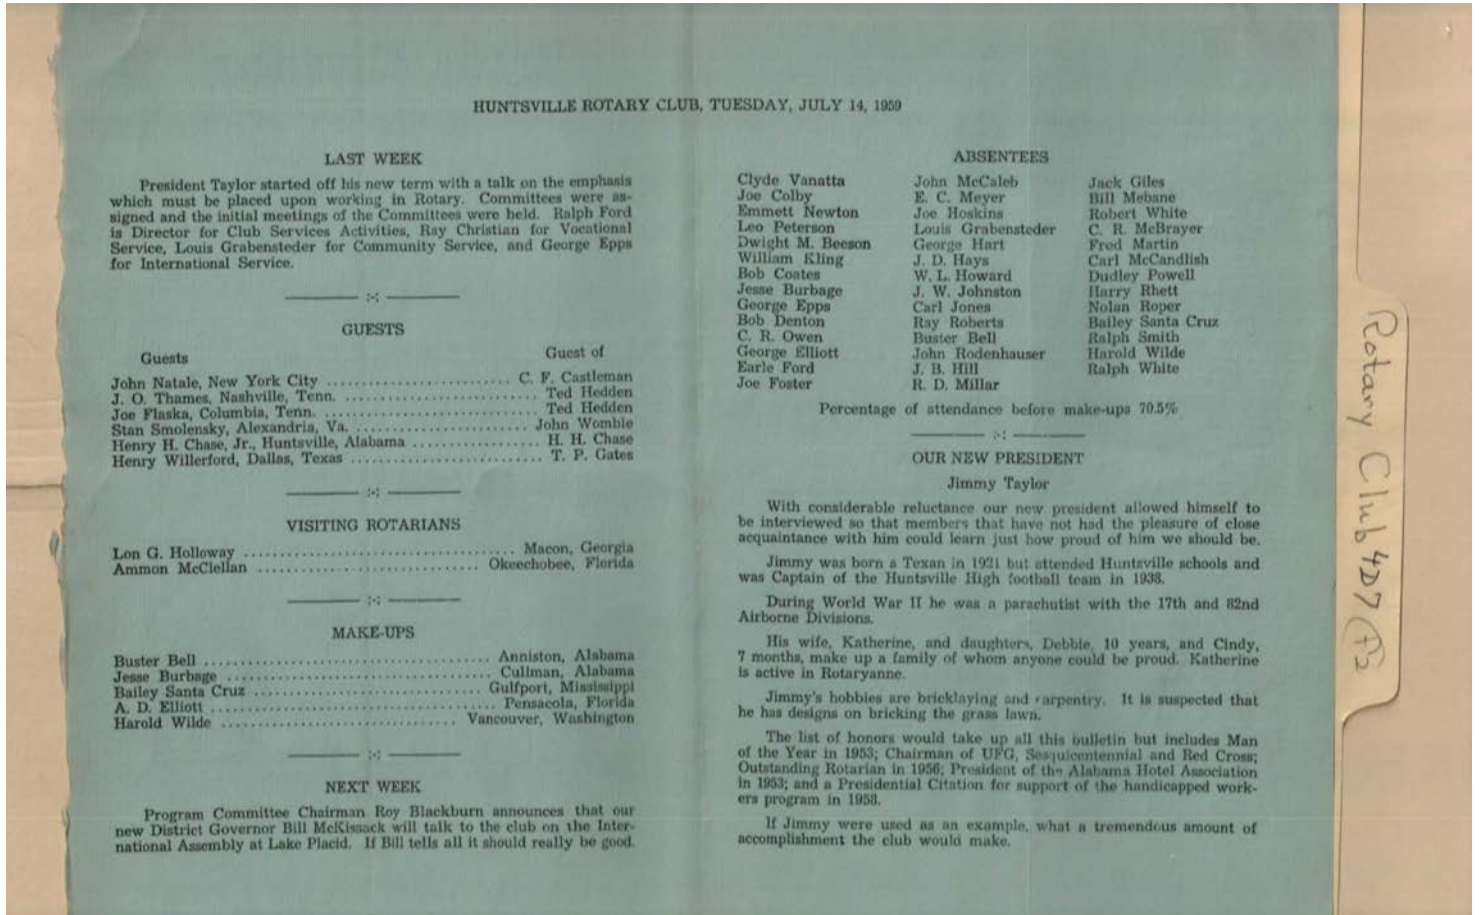 HUNTSVILLE ROTARY CLUB, TUESDAY, JULY 14, 1959
LAST WEEK
President Taylor started off his new term with a talk on the emphasis
which must be placed upon working in Rotary. Committees were as-
signed and the initial meetings of the Committees were held. Ralph Ford
is Director for Club Services Activities, Ray Christian for Vocational
Service, Louis Grabensteder for Community Service, and George Epps
for International Service.
GUESTS
Guests Guest of
John Natale, New York City ........................ C. F. Castleman
J. O. Thames, Nashville, Tenn. ........................... Ted Hedden
Joe Flaska, Columbia, Tenn. ............................. Ted Hedden
Stan Smolensky, Alexandria, Va. ........................ John Womble
Henry H. Chase, Jr., Huntsville, Alabama .................. H. H. Chase
Henry Willerford, Dallas, Texas ........................... T. P. Gates
VISITING ROTARIANS
Lon G. Holloway ..................................... Macon, Georgia
Ammon McClellan ................................ Okeechobee, Florida
MAKE-UPS
Buster Bell ....................................... Anniston, Alabama
Jesse Burbage ..................................... Cullman, Alabama
Bailey Santa Cruz ............................... Gulfport, Mississippi
A. D. Elliott ........................................ Pensacola, Florida
Harold Wilde ................................ Vancouver, Washington
NEXT WEEK
Program Committee Chairman Roy Blackburn announces that our
new District Governor Bill McKissack will talk to the club on the Inter-
national Assembly at Lake Placid. If Bill tells all it should really be good.
ABSENTEES
Clyde Vanatta John McCaleb Jack Giles
Joe Colby E. C. Meyer Bill Mebane
Emmett Newton Joe Hoskins Robert White
Leo Peterson Louis Grabensteder C. R. McBrayer
Dwight M. Beeson George Hart Fred Martin
William Kling J. D. Hays Carl McCandlish
Bob Coates W. L. Howard Dudley Powell
Jesse Burbage J. W. Johnston Harry Rhett
George Epps Carl Jones Nolan Roper
Bob Denton Ray Roberts Bailey Santa Cruz
C. R. Owen Buster Bell Ralph Smith
George Elliott John Rodenhauser Harold Wilde
Earle Ford J. B. Hill Ralph White
Joe Foster R. D. Millar
Percentage of attendance before make-ups 70.5%
OUR NEW PRESIDENT
Jimmy Taylor
With considerable reluctance our new president allowed himself to
be interviewed so that members that have not had the pleasure of close
acquaintance with him could learn just how proud of him we should be.
Jimmy was born a Texan in 1921 but attended Huntsville schools and
was Captain of the Huntsville High football team in 1938.
During World War II he was a parachutist with the 17th and 82nd
Airborne Divisions.
His wife, Katherine, and daughters, Debbie, 10 years, and Cindy,
7 months, make up a family of whom anyone could be proud. Katherine
is active in Rotaryanne.
Jimmy's hobbies are bricklaying and carpentry. It is suspected that
he has designs on bricking the grass lawn.
The list of honors would take up all this bulletin but includes Man
of the Year in 1953; Chairman of UFG, Sesquicentennial and Red Cross;
Outstanding Rotarian in 1956; President of the Alabama Hotel Association
in 1953; and a Presidential Citation for support of the handicapped work-
ers program in 1958.
If Jimmy were used as an example, what a tremendous amount of
accomplishment the club would make.
Rotary Club 4D7